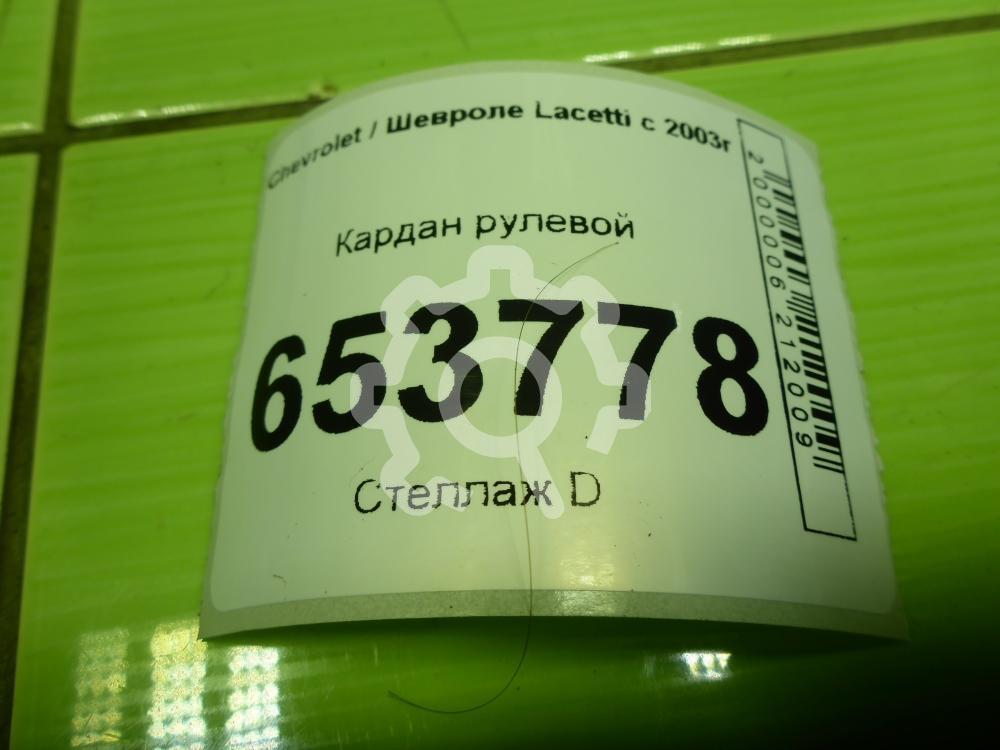 Chevrolet / Шевроле Lacetti с 2003г
Кардан рулевой
653778
Стеллаж D
2000006212009